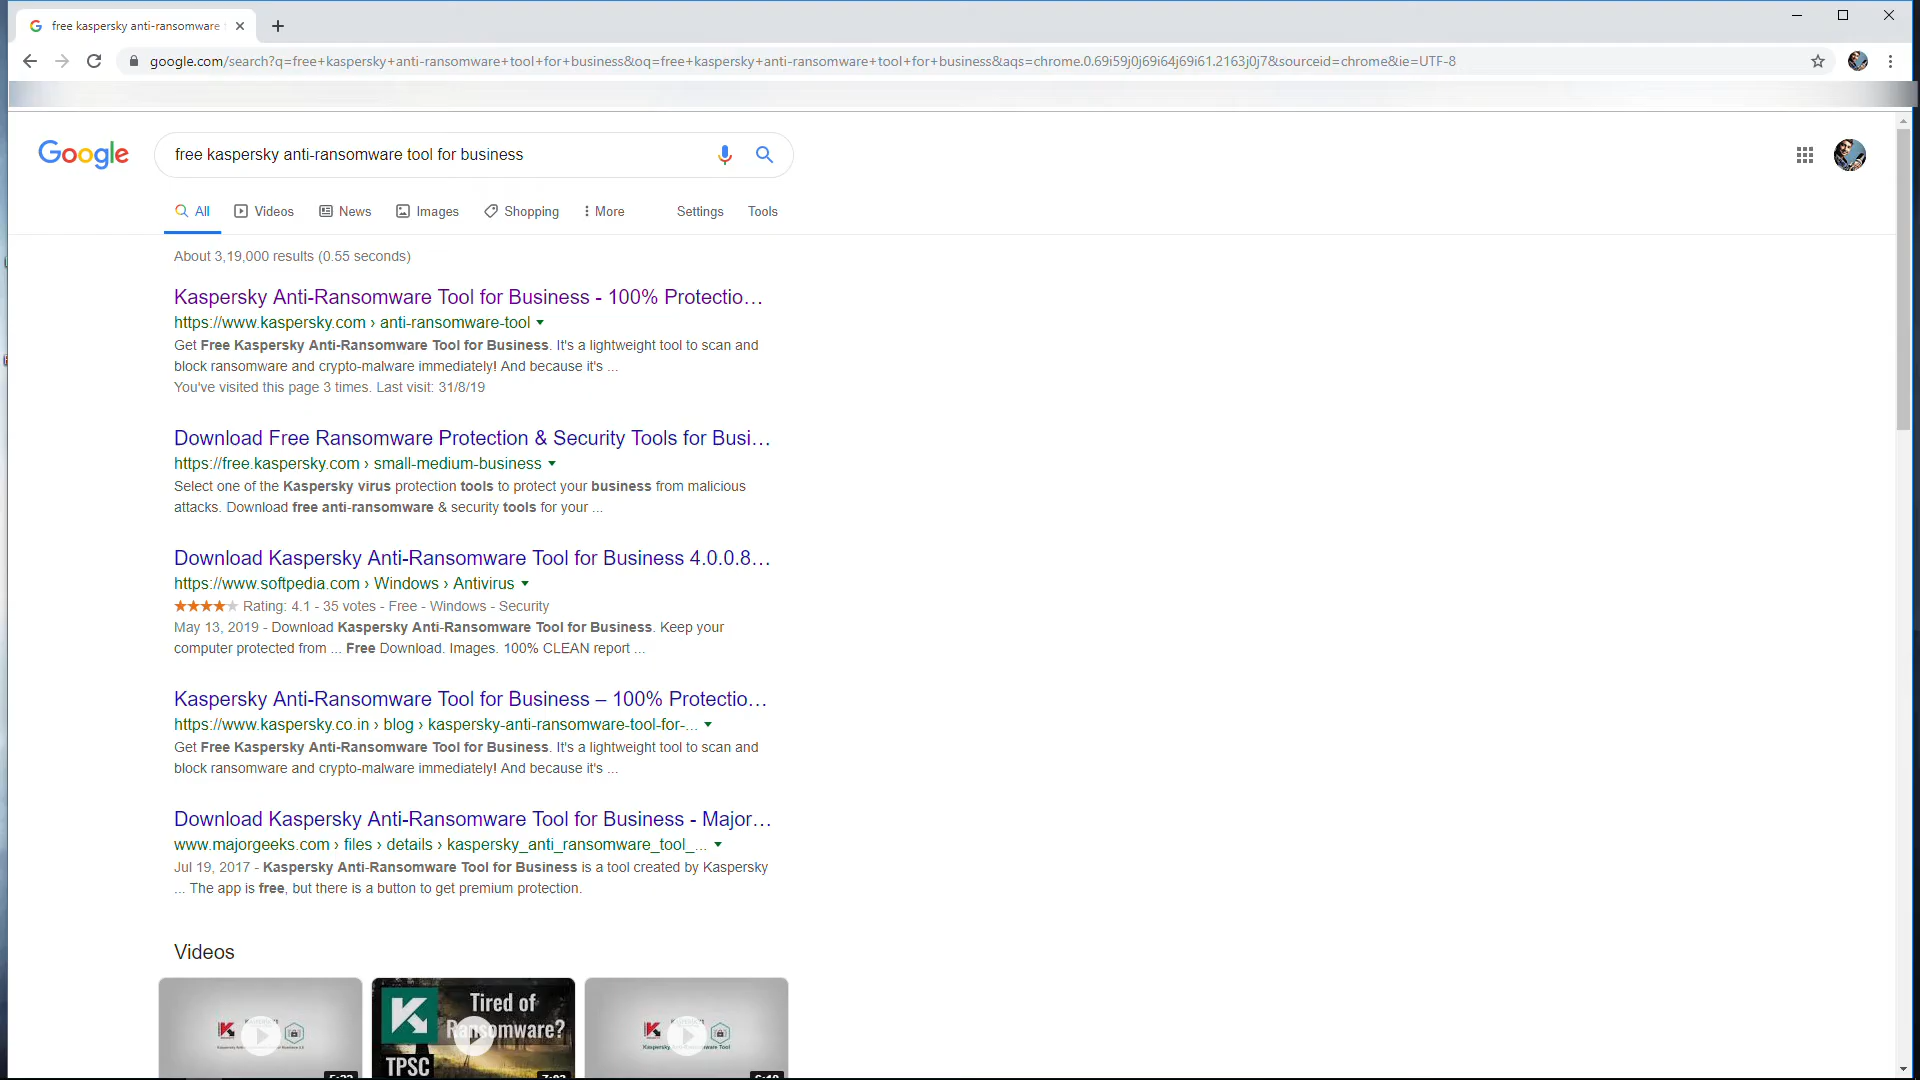 free kaspersky anti-ransomware
google.com/search?q=free+kaspersky+anti-ransomware+tool+for+business&oq=free+kaspersky+anti-ransomware+tool+for+business&aqs=chrome.0.69i59j0j69i64j69i61.2163j0j7&sourceid=chrome&ie=UTF-8
Google
free kaspersky anti-ransomware tool for business
All Videos News Images Shopping More Settings Tools
About 3,19,000 results (0.55 seconds)
Kaspersky Anti-Ransomware Tool for Business - 100% Protectio...
https://www.kaspersky.com › anti-ransomware-tool
Get Free Kaspersky Anti-Ransomware Tool for Business. It's a lightweight tool to scan and
block ransomware and crypto-malware immediately! And because it's ...
You've visited this page 3 times. Last visit: 31/8/19
Download Free Ransomware Protection & Security Tools for Busi...
https://free.kaspersky.com › small-medium-business
Select one of the Kaspersky virus protection tools to protect your business from malicious
attacks. Download free anti-ransomware & security tools for your ...
Download Kaspersky Anti-Ransomware Tool for Business 4.0.0.8...
https://www.softpedia.com › Windows › Antivirus
Rating: 4.1 - 35 votes - Free - Windows - Security
May 13, 2019 - Download Kaspersky Anti-Ransomware Tool for Business. Keep your
computer protected from ... Free Download. Images. 100% CLEAN report ...
Kaspersky Anti-Ransomware Tool for Business – 100% Protectio...
https://www.kaspersky.co.in › blog › kaspersky-anti-ransomware-tool-for-...
Get Free Kaspersky Anti-Ransomware Tool for Business. It's a lightweight tool to scan and
block ransomware and crypto-malware immediately! And because it's ...
Download Kaspersky Anti-Ransomware Tool for Business - Major...
www.majorgeeks.com › files › details › kaspersky_anti_ransomware_tool_...
Jul 19, 2017 - Kaspersky Anti-Ransomware Tool for Business is a tool created by Kaspersky
... The app is free, but there is a button to get premium protection.
Videos
Tired of
Ransomware?
TPSC